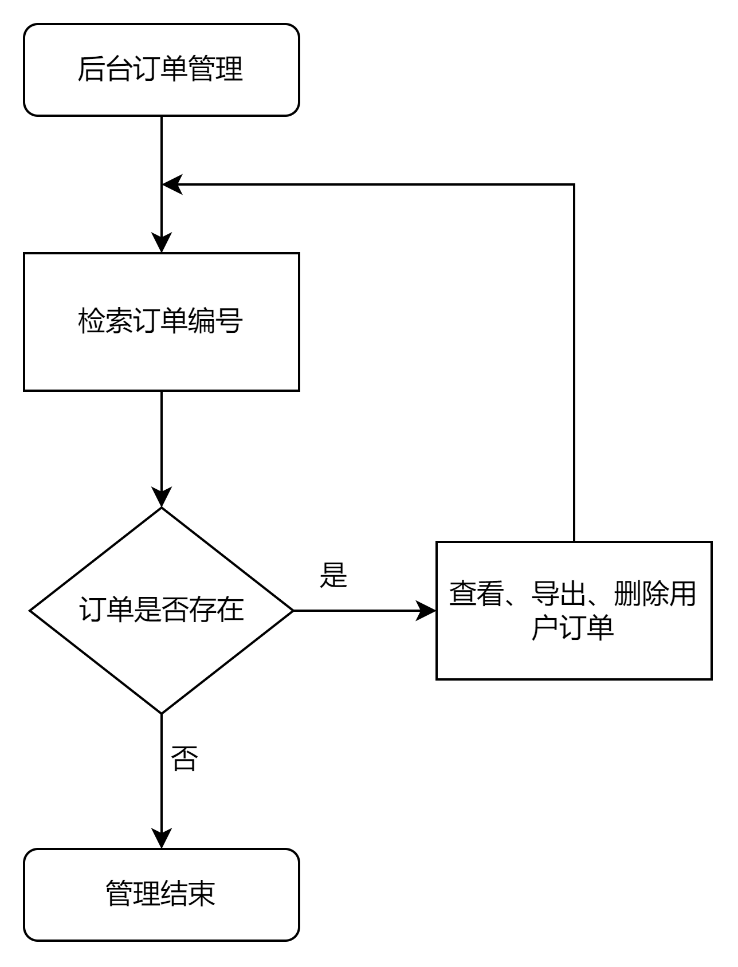 后台订单管理
检索订单编号
是
订单是否存在
查看、导出、删除用
户订单
否
管理结束